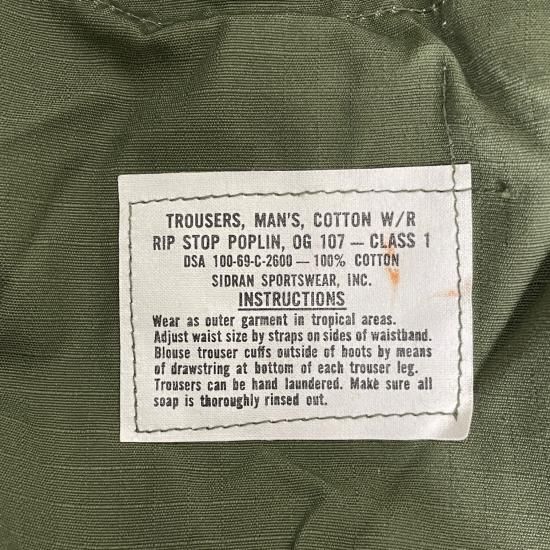 TROUSERS, MAN'S, COTTON W/R
RIP STOP POPLIN, OG 107 — CLASS 1
DSA 100-69-C-2600 — 100% COTTON
SIDRAN SPORTSWEAR, INC.
INSTRUCTIONS
Wear as outer garment in tropical areas.
Adjust waist size by straps on sides of waistband.
Blouse trouser cuffs outside of boots by means
of drawstring at bottom of each trouser leg.
Trousers can be hand laundered. Make sure all
soap is thoroughly rinsed out.